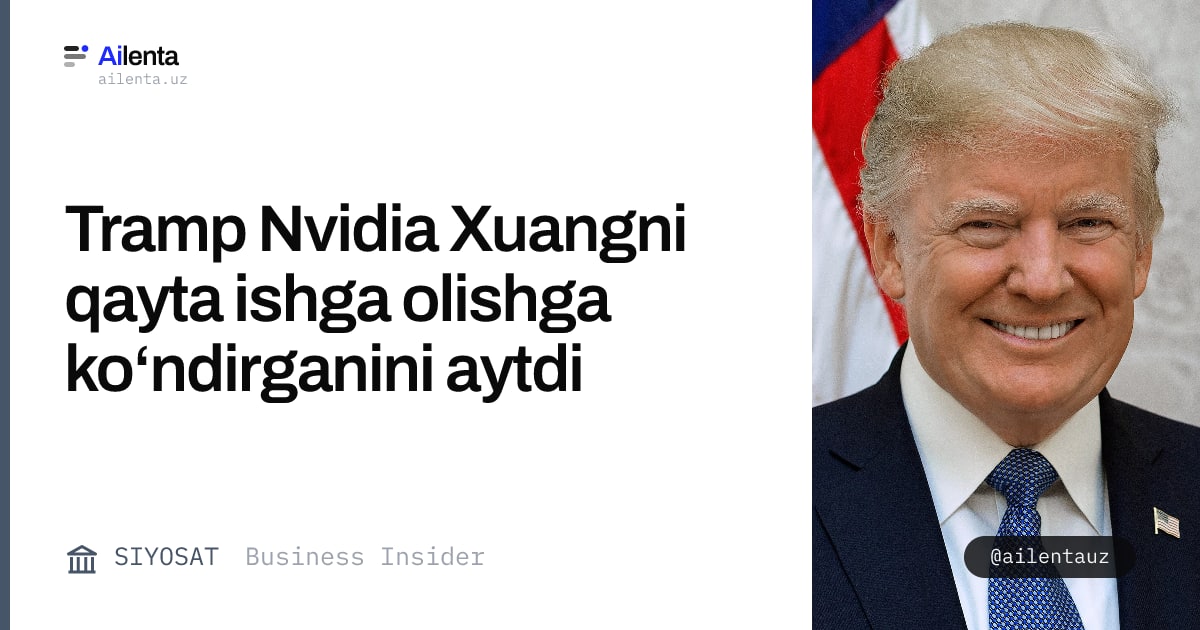 Ailenta
ailenta.uz
Tramp Nvidia Xuangni
qayta ishga olishga
ko‘ndirganini aytdi
SIYOSAT Business Insider
@ailentauz